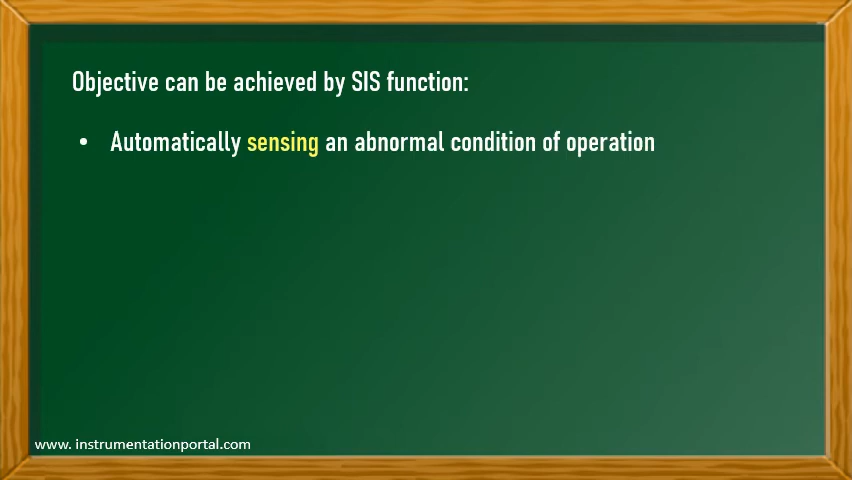 Objective can be achieved by SIS function:
• Automatically sensing an abnormal condition of operation
www. instrumentationportal.com